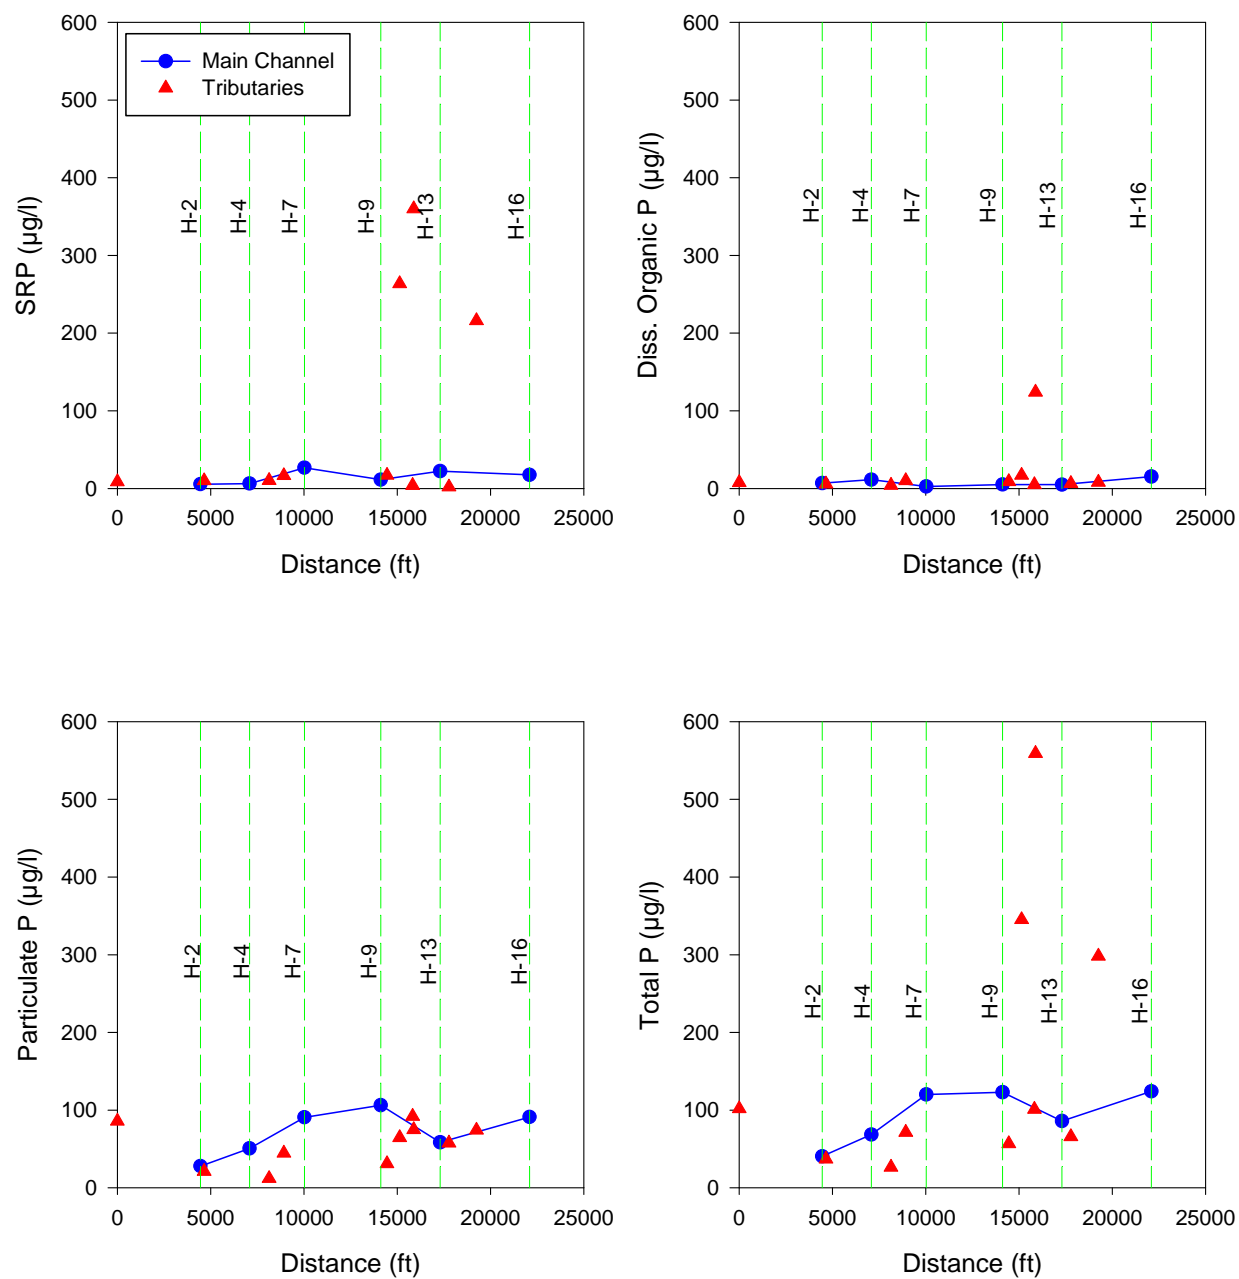 600
500
400
300
200
100
0
SRP (µg/l)
Main Channel
Tributaries
H-2
H-4
H-7
H-9
H-13
H-16
0 5000 10000 15000 20000 25000
Distance (ft)
600
500
400
300
200
100
0
Diss. Organic P (µg/l)
H-2
H-4
H-7
H-9
H-13
H-16
0 5000 10000 15000 20000 25000
Distance (ft)
600
500
400
300
200
100
0
Particulate P (µg/l)
H-2
H-4
H-7
H-9
H-13
H-16
0 5000 10000 15000 20000 25000
Distance (ft)
600
500
400
300
200
100
0
Total P (µg/l)
H-2
H-4
H-7
H-9
H-13
H-16
0 5000 10000 15000 20000 25000
Distance (ft)